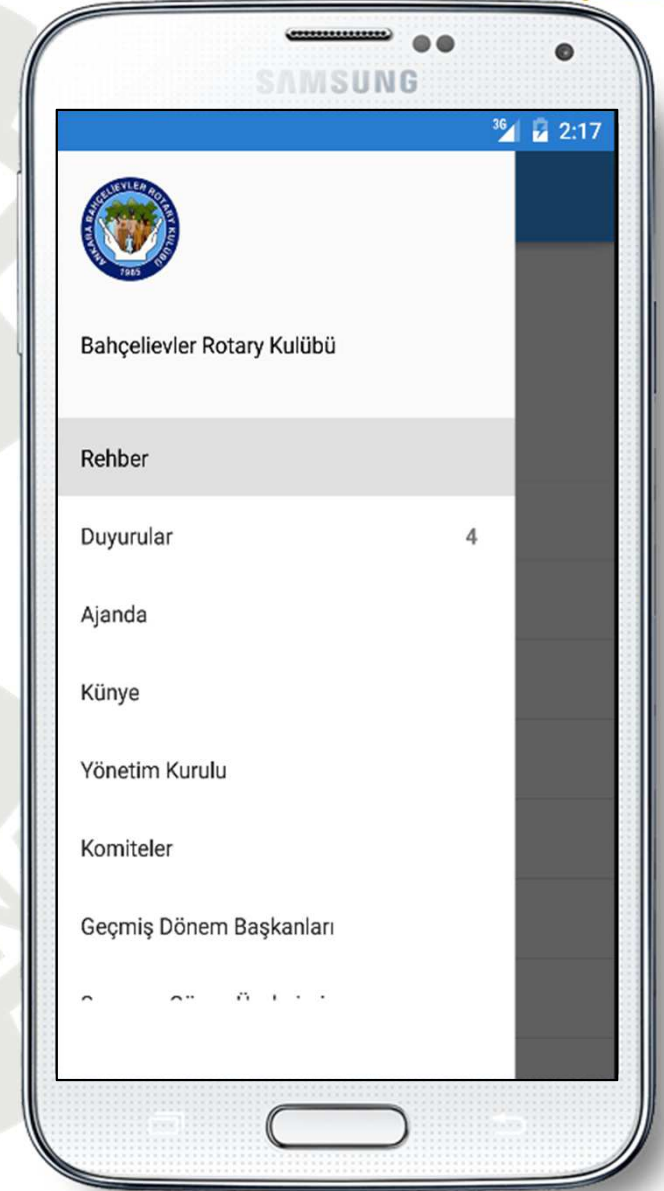 SAMSUNG
3G 2:17
ANKARA BAHÇELİEVLER ROTARY KULÜBÜ
1985
Bahçelievler Rotary Kulübü
Rehber
Duyurular 4
Ajanda
Künye
Yönetim Kurulu
Komiteler
Geçmiş Dönem Başkanları